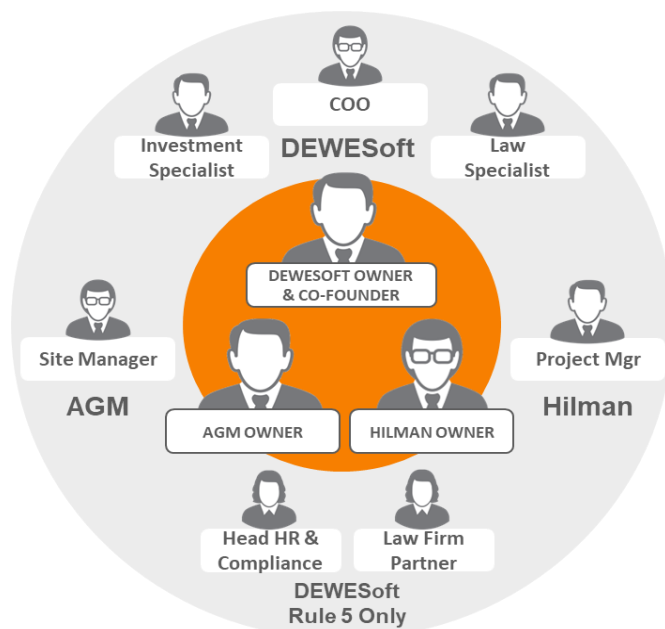 COO
Investment
Specialist
DEWESoft
Law
Specialist
DEWESOFT OWNER
& CO-FOUNDER
Site Manager
Project Mgr
AGM
Hilman
AGM OWNER
HILMAN OWNER
Head HR &
Compliance
Law Firm
Partner
DEWESoft
Rule 5 Only